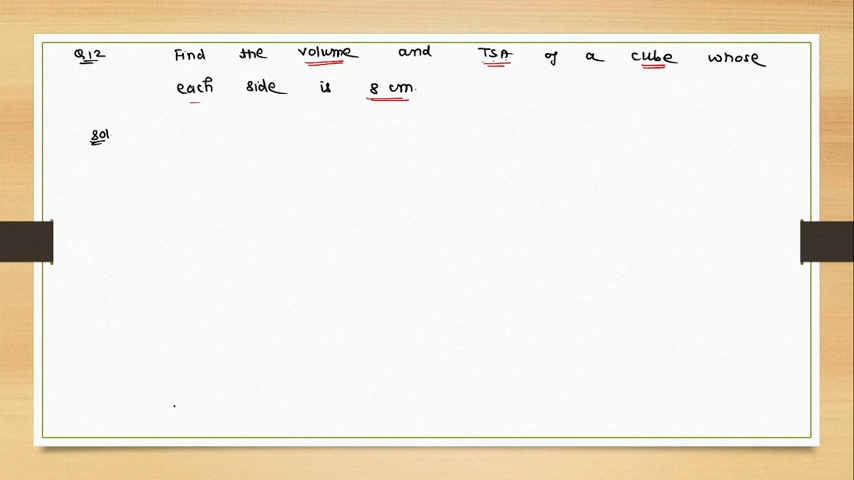 Q12 Find the volume and TSA of a cube whose
each side is 8 cm.
Sol.